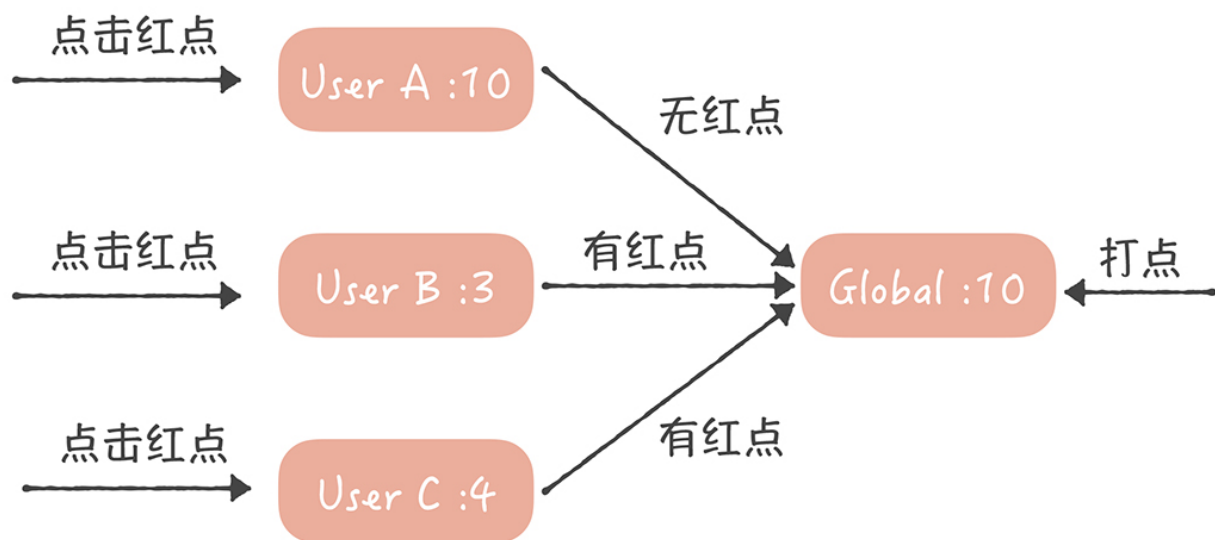 点击红点
User A :10
无红点
点击红点
User B :3
有红点
Global :10
打点
点击红点
User C :4
有红点